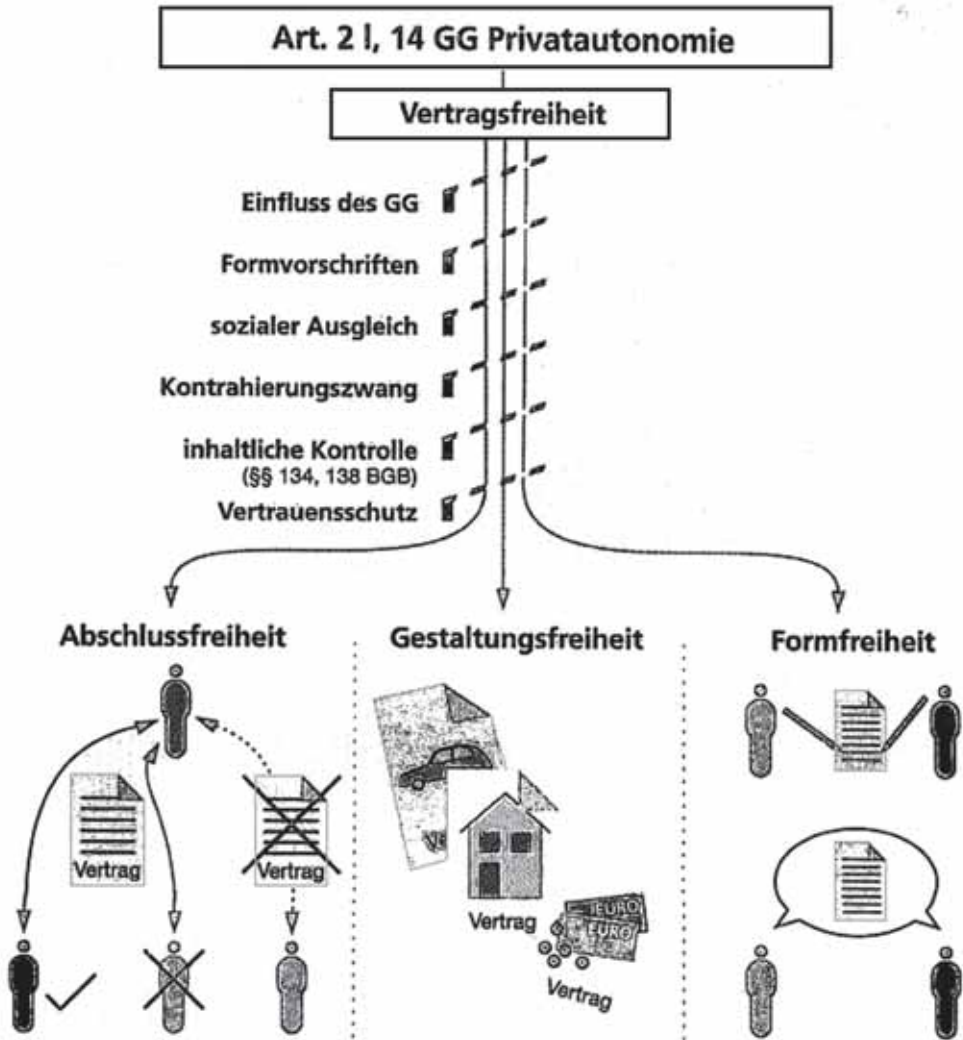 Art. 2 I, 14 GG Privatautonomie
Vertragsfreiheit
Einfluss des GG
Formvorschriften
sozialer Ausgleich
Kontrahierungszwang
inhaltliche Kontrolle
(§§ 134, 138 BGB)
Vertrauensschutz
Abschlussfreiheit
Gestaltungsfreiheit
Formfreiheit
Vertrag
Vertrag
Vertrag
EURO
EURO
Vertrag